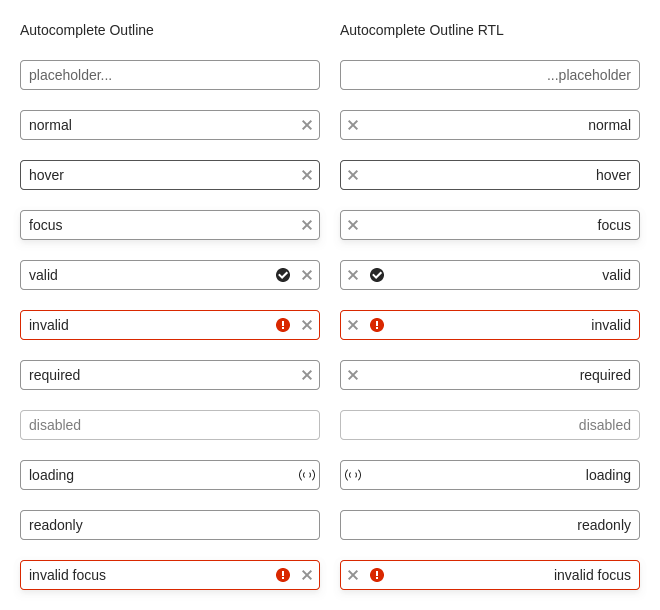 Autocomplete Outline
placeholder...
normal
hover
focus
valid
invalid
required
disabled
loading
readonly
invalid focus
Autocomplete Outline RTL
...placeholder
normal
hover
focus
valid
invalid
required
disabled
loading
readonly
invalid focus